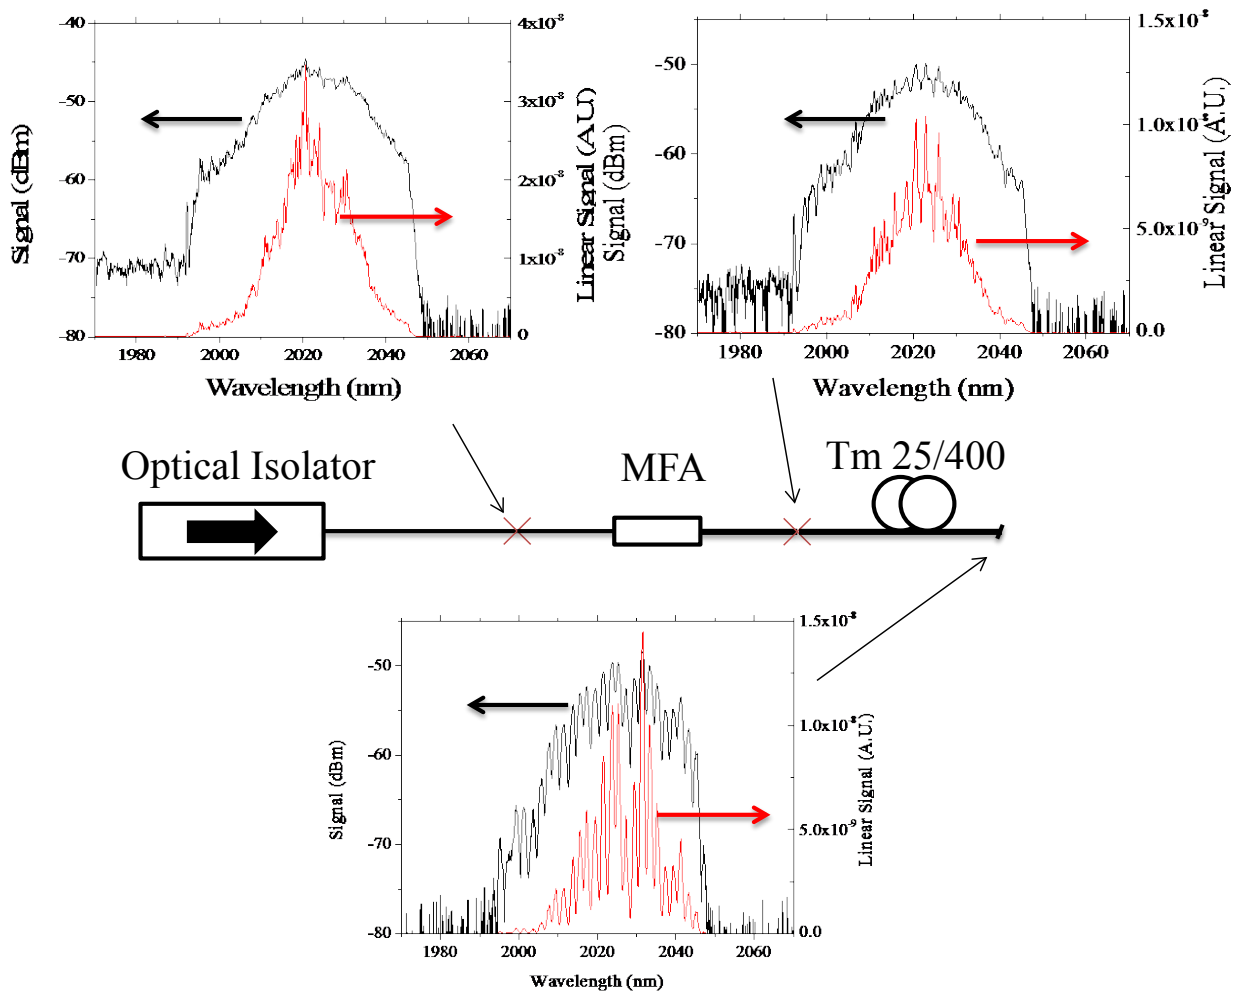 -40
-50
-60
-70
-80
Signal (dBm)
4x10⁻⁸
3x10⁻⁸
2x10⁻⁸
1x10⁻⁸
0
Linear Signal (AU)
1980 2000 2020 2040 2060
Wavelength (nm)
-50
-60
-70
-80
Signal (dBm)
1.5x10⁻⁸
1.0x10⁻⁸
5.0x10⁻⁹
0.0
Linear Signal (A.U.)
1980 2000 2020 2040 2060
Wavelength (nm)
Optical Isolator
MFA
Tm 25/400
-50
-60
-70
-80
Signal (dBm)
1.5x10⁻⁸
1.0x10⁻⁸
5.0x10⁻⁹
0.0
Linear Signal (A.U.)
1980 2000 2020 2040 2060
Wavelength (nm)